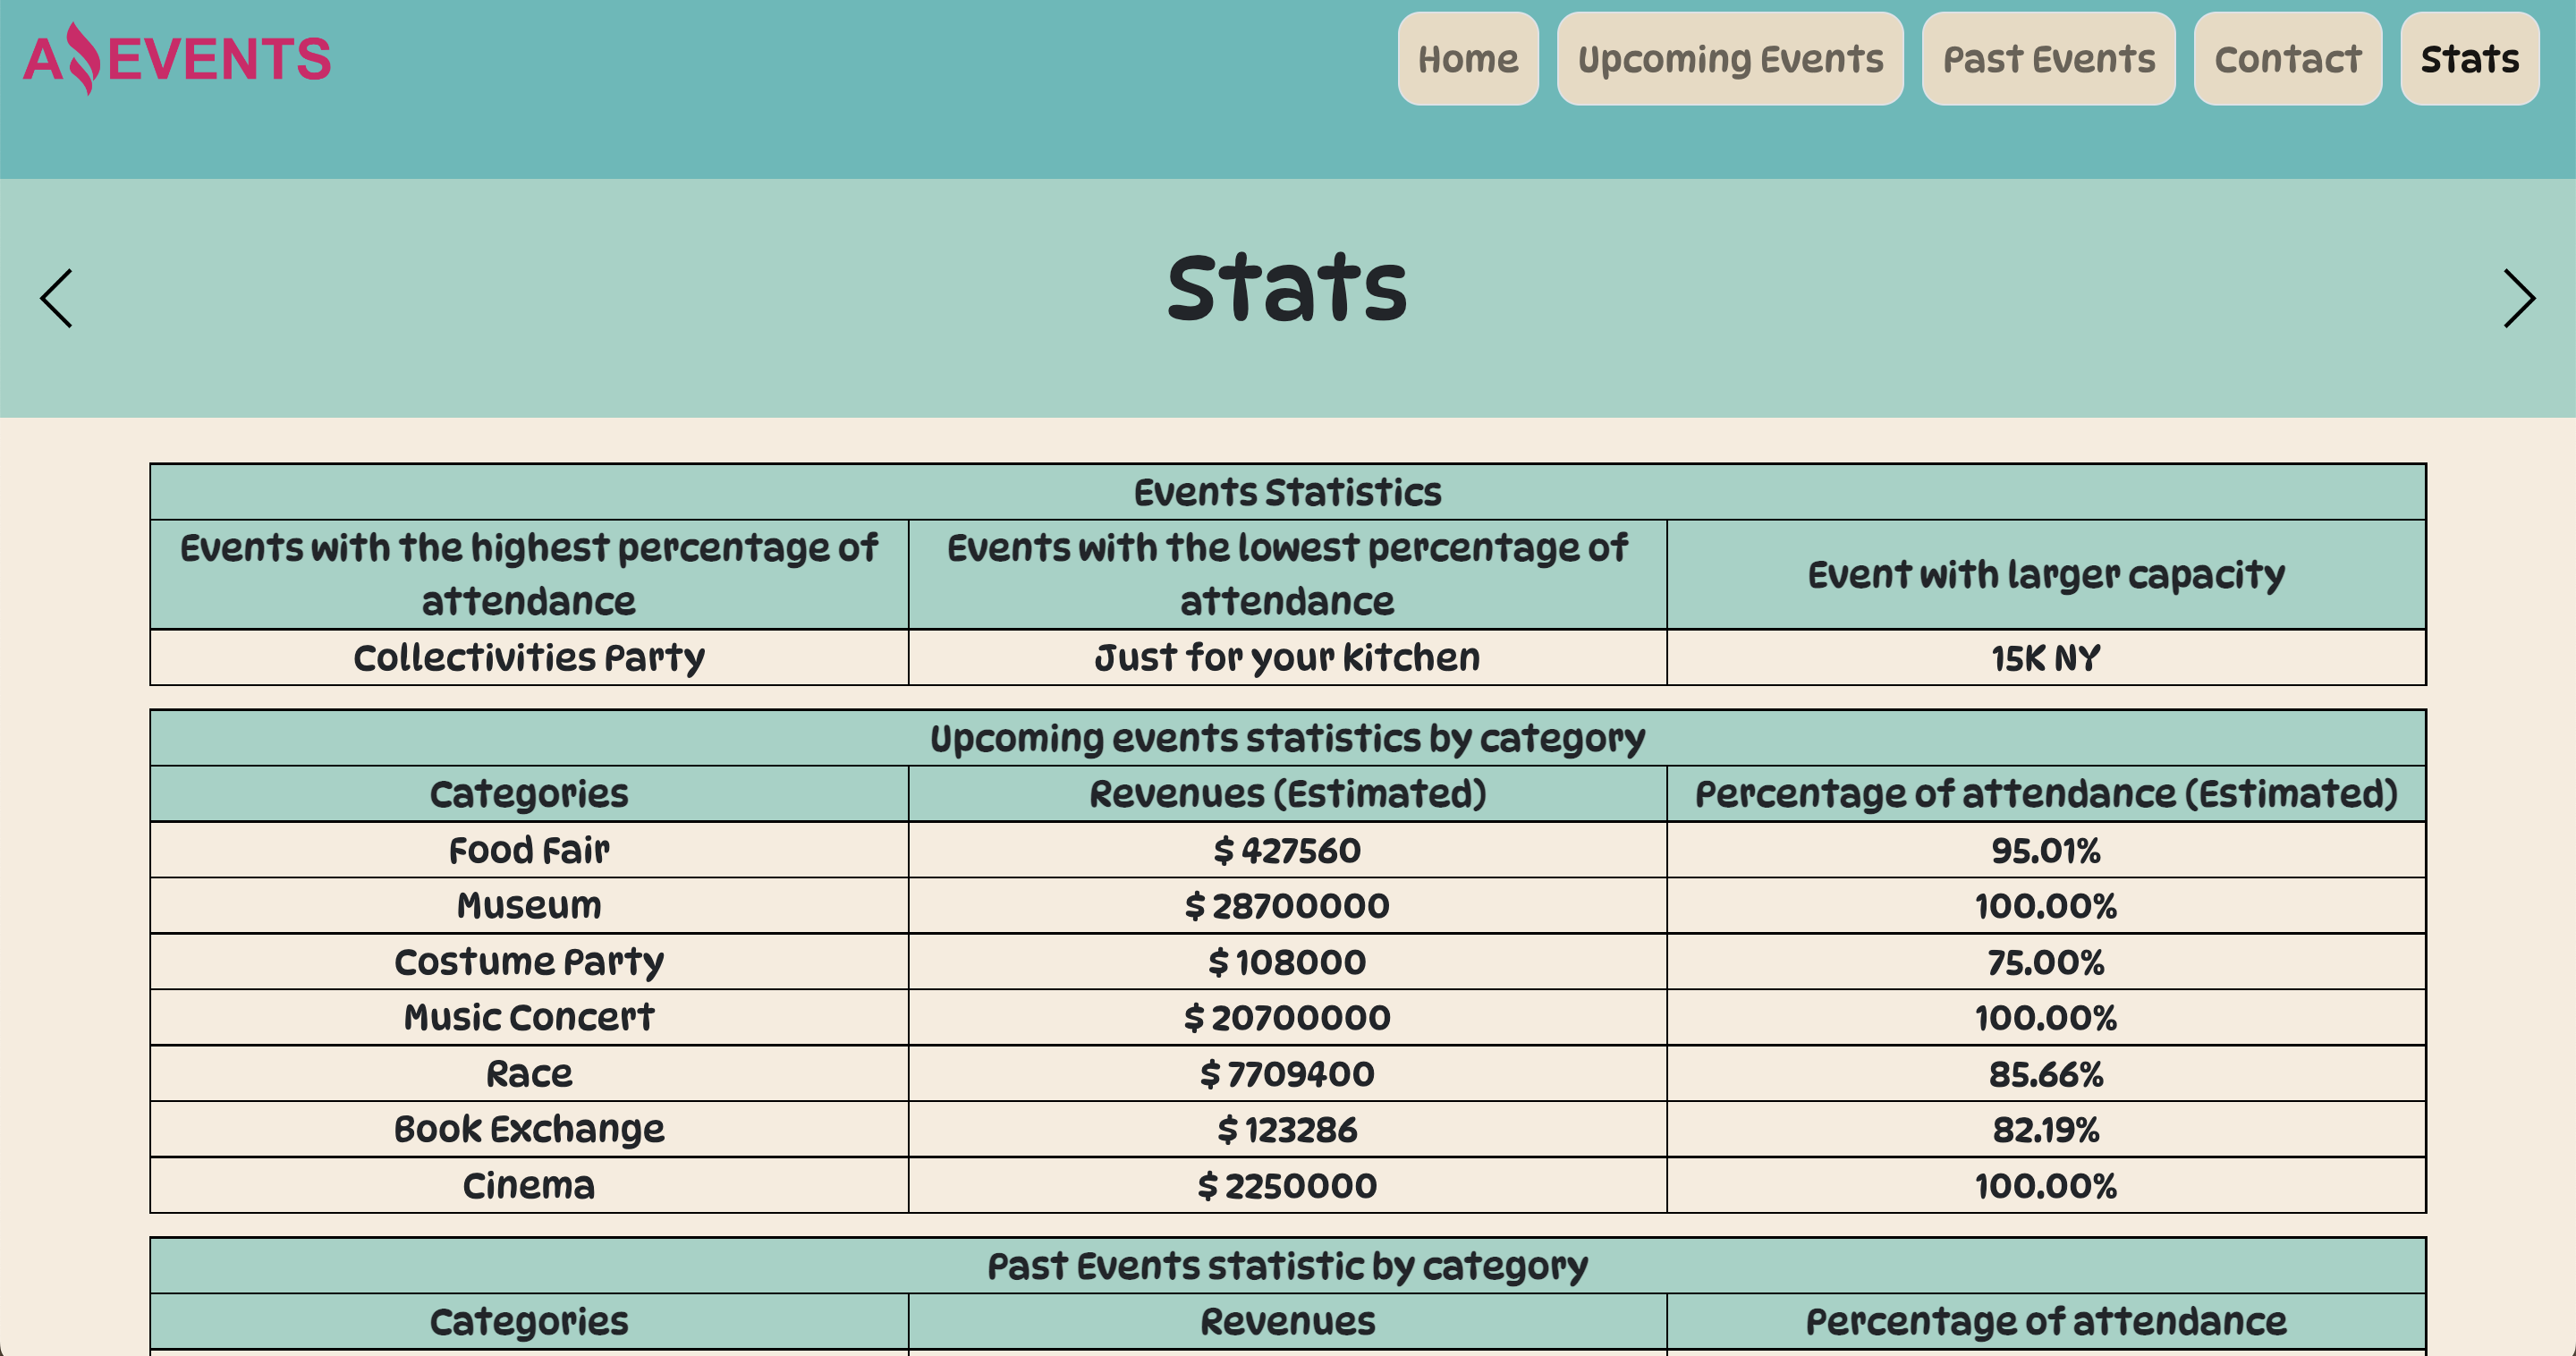 A EVENTS
Home Upcoming Events Past Events Contact Stats
Stats
Events Statistics
Events with the highest percentage of
attendance
Events with the lowest percentage of
attendance
Event with larger capacity
Collectivities Party Just for your kitchen 15K NY
Upcoming events statistics by category
Categories Revenues (Estimated) Percentage of attendance (Estimated)
Food Fair $ 427560 95.01%
Museum $ 28700000 100.00%
Costume Party $ 108000 75.00%
Music Concert $ 20700000 100.00%
Race $ 7709400 85.66%
Book Exchange $ 123286 82.19%
Cinema $ 2250000 100.00%
Past Events statistic by category
Categories Revenues Percentage of attendance